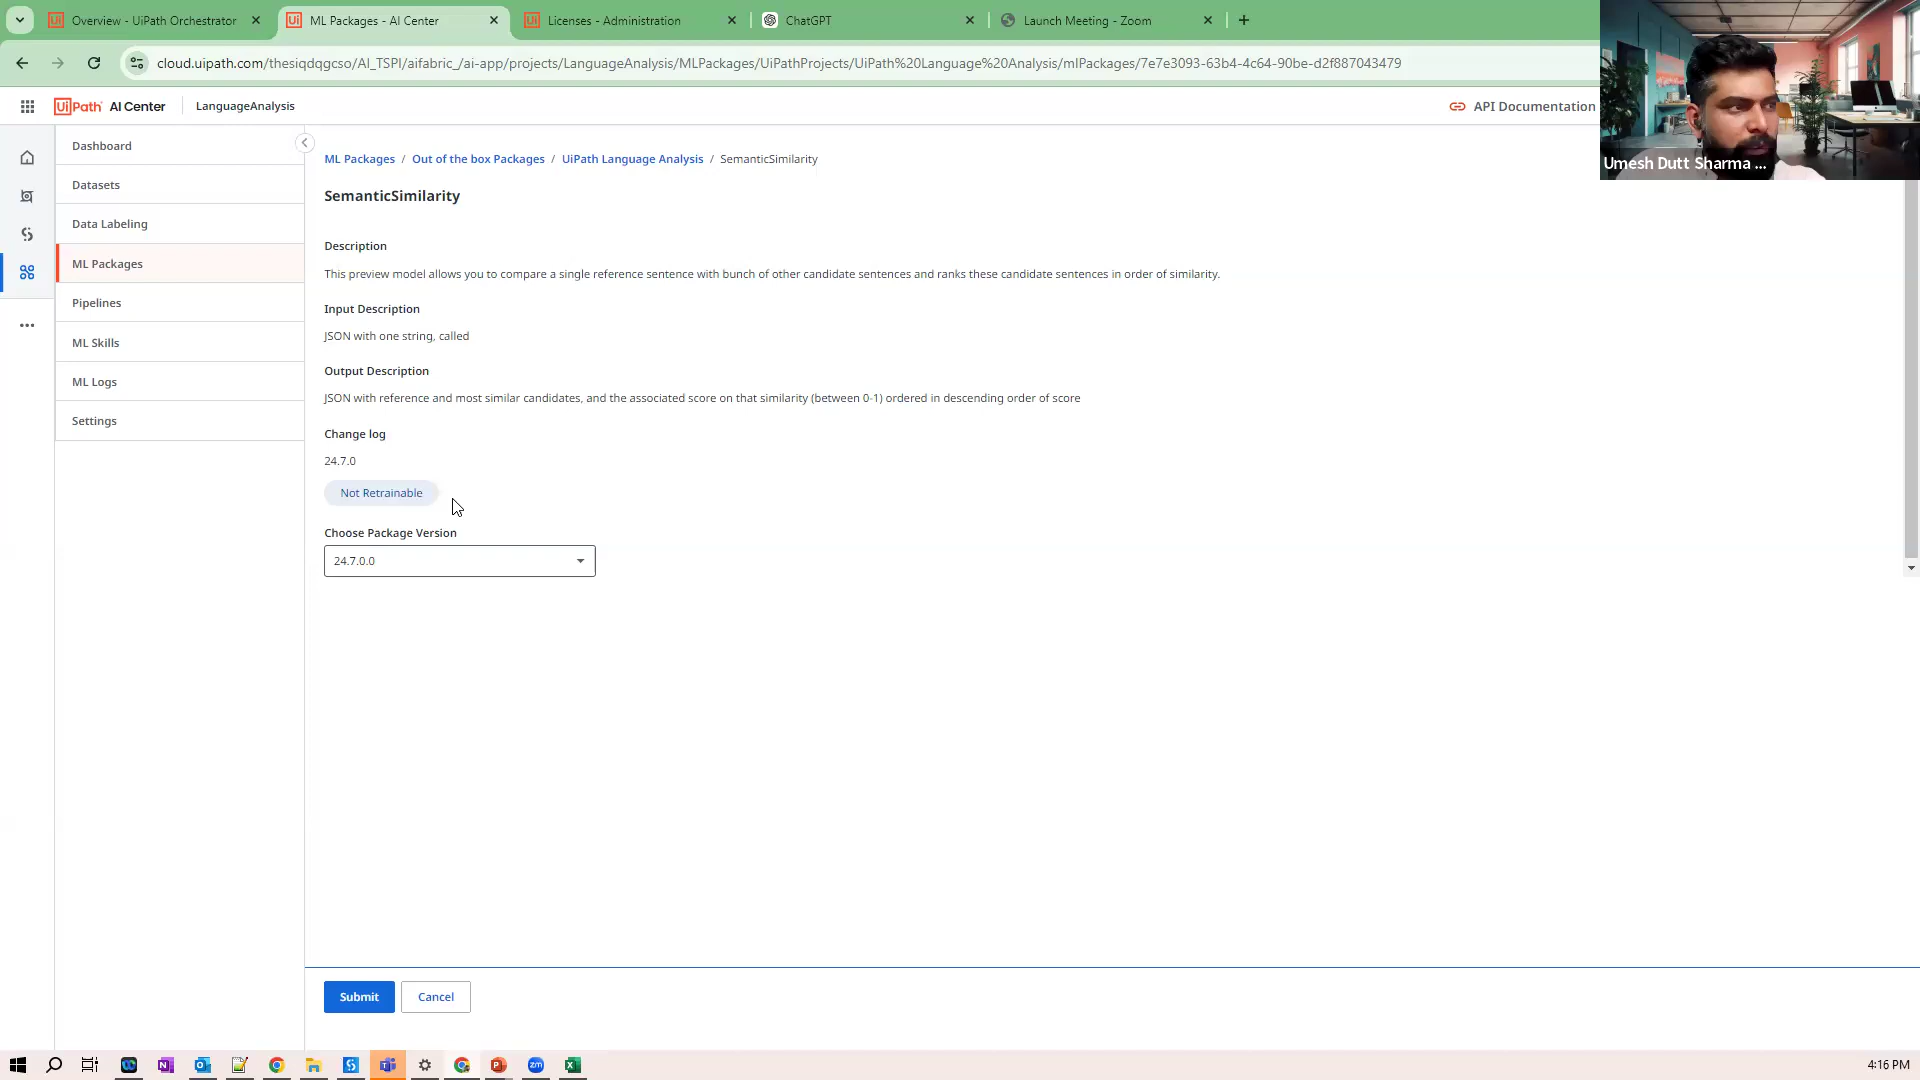 Overview - UiPath Orchestrator
ML Packages - AI Center
Licenses - Administration
ChatGPT
Launch Meeting - Zoom
cloud.uipath.com/thesiqdqgcso/AI_TSPI/aifabric_/ai-app/projects/LanguageAnalysis/MLPackages/UiPathProjects/UiPath%20Language%20Analysis/mlPackages/7e7e3093-63b4-4c64-90be-d2f887043479
UiPath AI Center
LanguageAnalysis
API Documentation
Umesh Dutt Sharma ...
Dashboard
Datasets
Data Labeling
ML Packages
Pipelines
ML Skills
ML Logs
Settings
ML Packages / Out of the box Packages / UiPath Language Analysis / SemanticSimilarity
SemanticSimilarity
Description
This preview model allows you to compare a single reference sentence with bunch of other candidate sentences and ranks these candidate sentences in order of similarity.
Input Description
JSON with one string, called
Output Description
JSON with reference and most similar candidates, and the associated score on that similarity (between 0-1) ordered in descending order of score
Change log
24.7.0
Not Retrainable
Choose Package Version
24.7.0.0
Submit
Cancel
4:16 PM